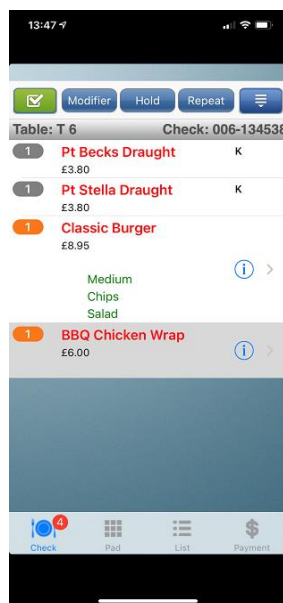 13:47
Modifier Hold Repeat
Table: T 6 Check: 006-134538
1 Pt Becks Draught K
£3.80
1 Pt Stella Draught K
£3.80
1 Classic Burger
£8.95
Medium
Chips
Salad
1 BBQ Chicken Wrap
£6.00
4
Check Pad List Payment